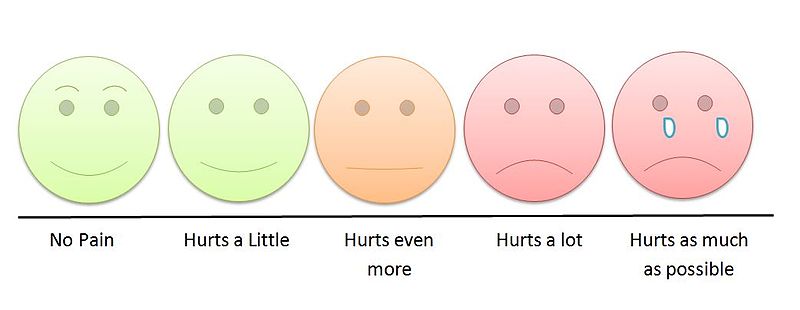 No Pain
Hurts a Little
Hurts even
more
Hurts a lot
Hurts as much
as possible